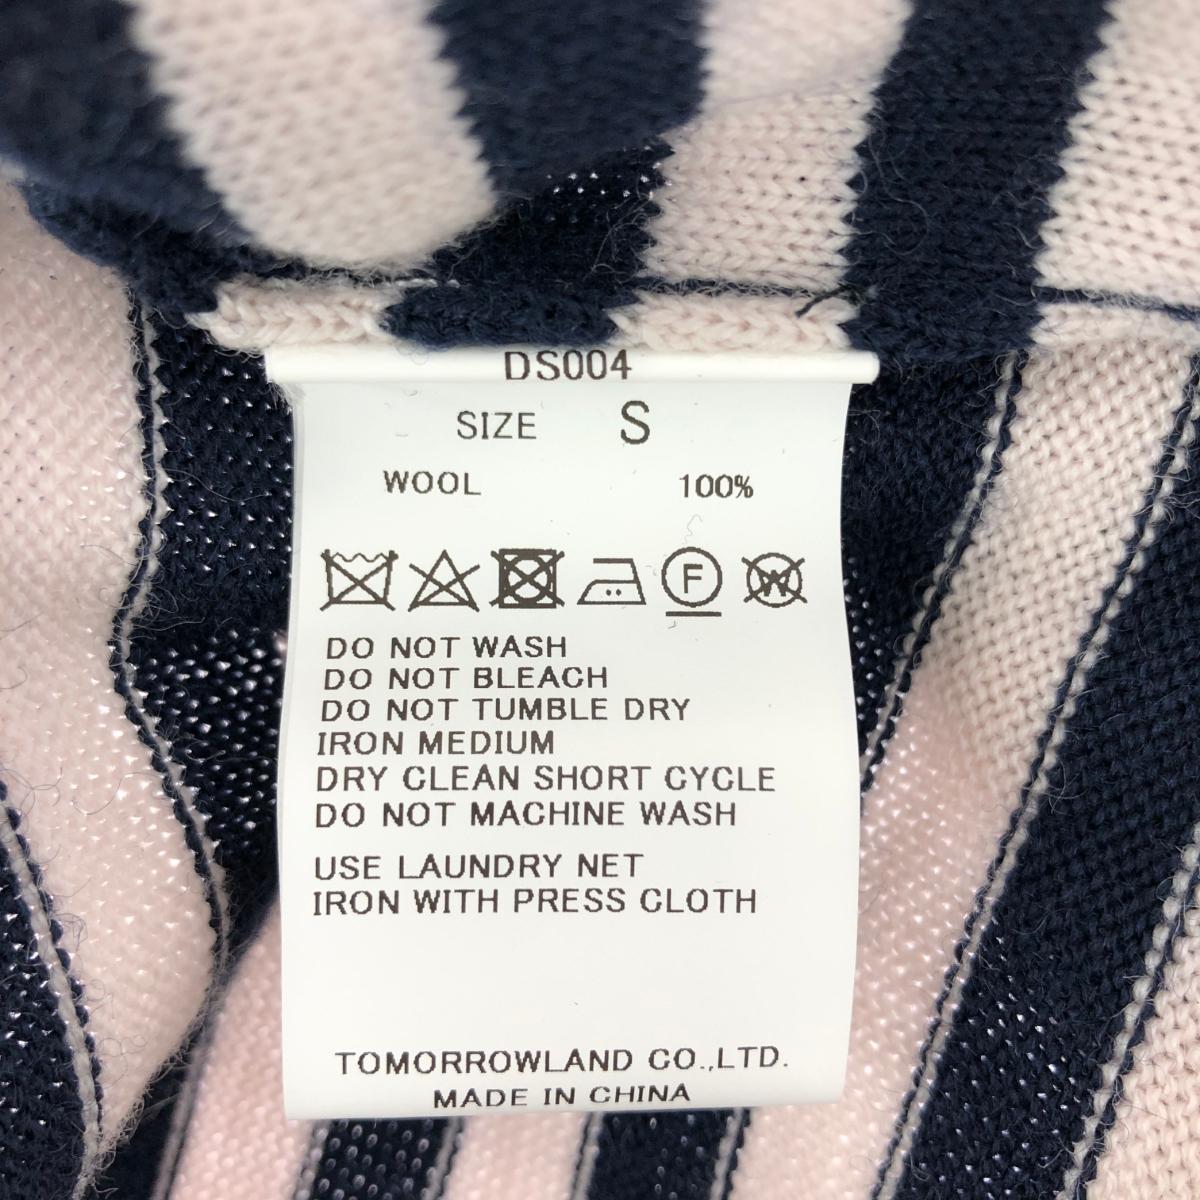 DS004
SIZE S
WOOL 100%
F W
DO NOT WASH
DO NOT BLEACH
DO NOT TUMBLE DRY
IRON MEDIUM
DRY CLEAN SHORT CYCLE
DO NOT MACHINE WASH
USE LAUNDRY NET
IRON WITH PRESS CLOTH
TOMORROWLAND CO.,LTD.
MADE IN CHINA